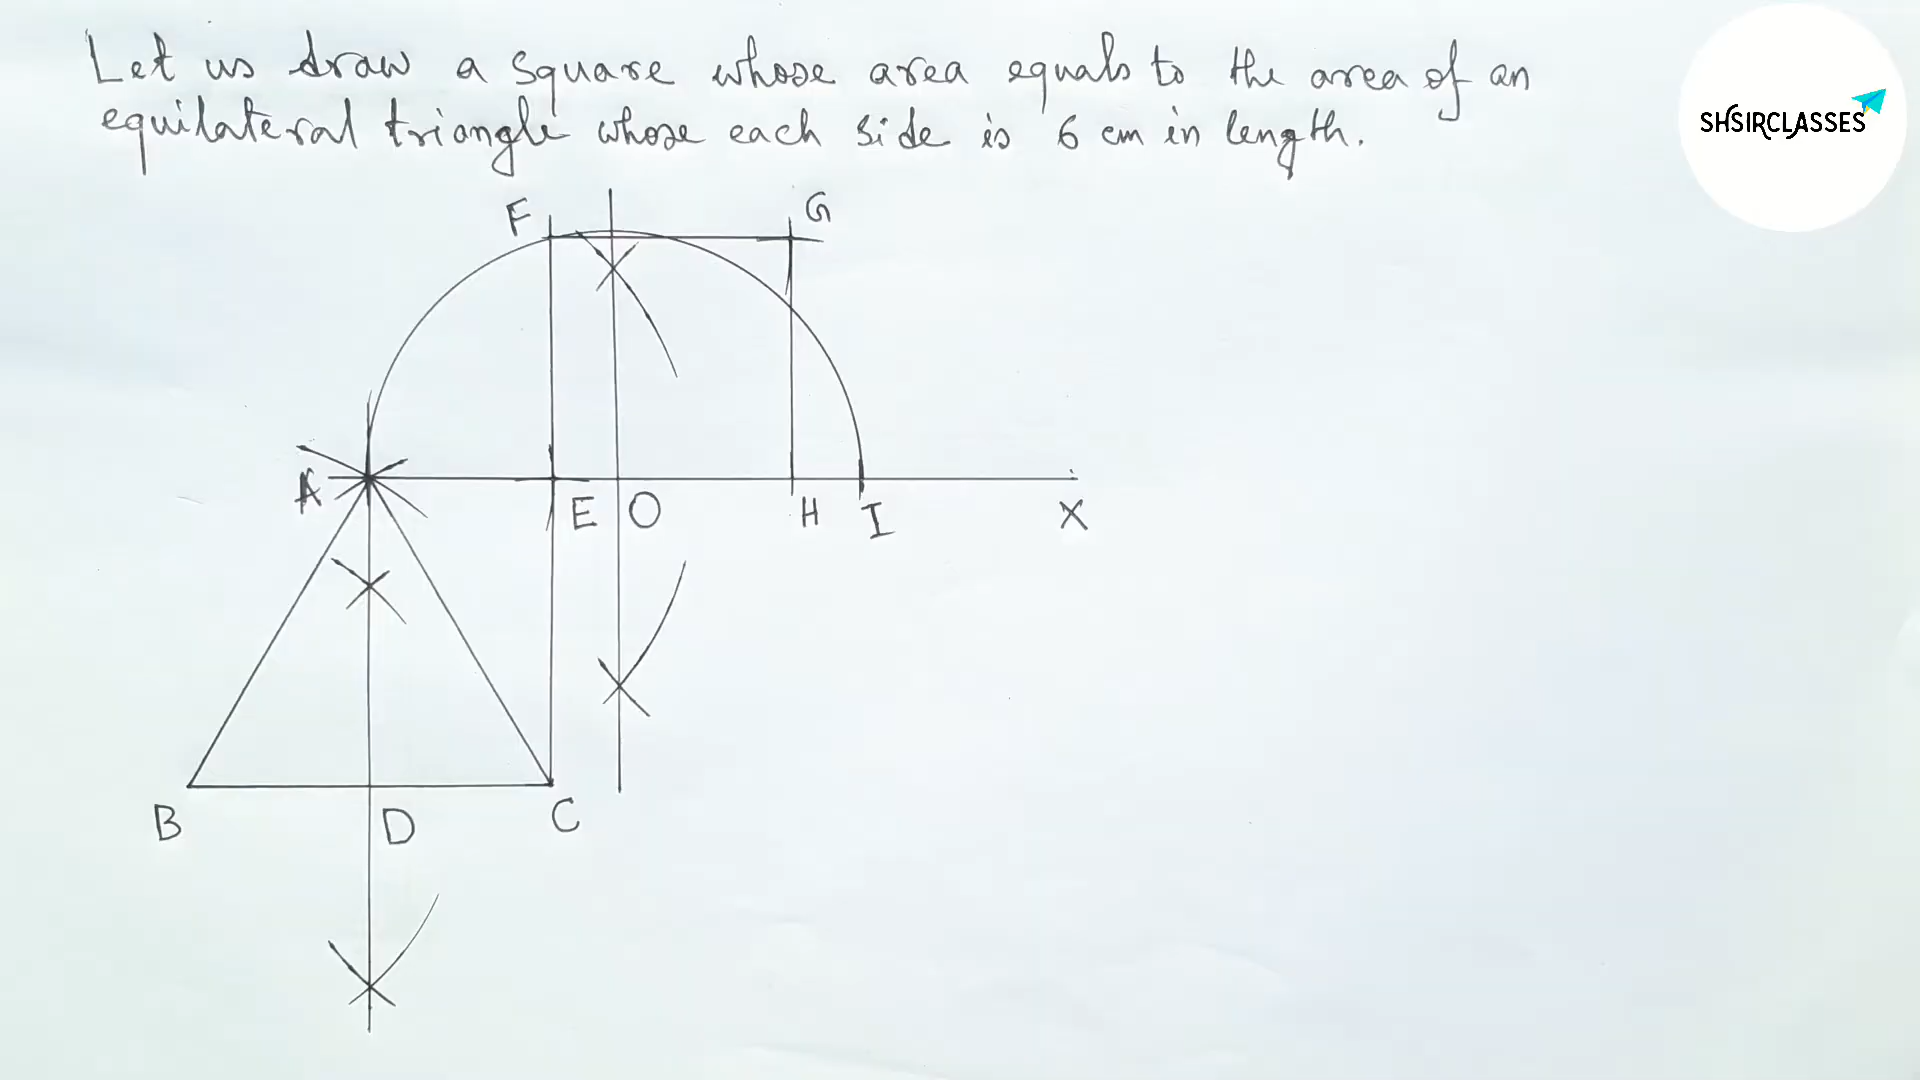 Let us draw a square whose area equals to the area of an
equilateral triangle whose each side is 6 cm in length.
SHSIRCLASSES
F
G
A
E
O
H
I
X
B
D
C